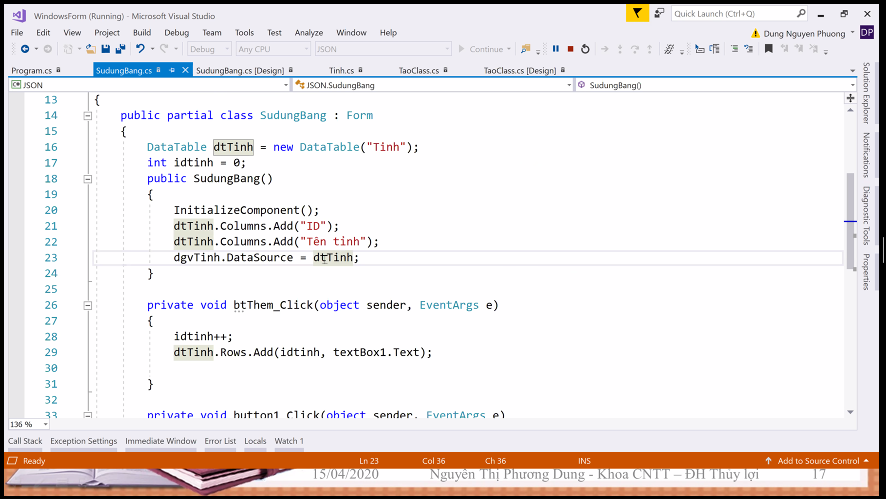 WindowsForm (Running) - Microsoft Visual Studio
Quick Launch (Ctrl+Q)
File Edit View Project Build Debug Team Tools Test Analyze Window Help
Dung Nguyen Phuong DP
Debug Any CPU JSON Continue
Program.cs SudungBang.cs SudungBang.cs [Design] Tinh.cs TaoClass.cs TaoClass.cs [Design]
C# JSON JSON.SudungBang SudungBang()
13 {
14 public partial class SudungBang : Form
15 {
16 DataTable dtTinh = new DataTable("Tinh");
17 int idtinh = 0;
18 public SudungBang()
19 {
20 InitializeComponent();
21 dtTinh.Columns.Add("ID");
22 dtTinh.Columns.Add("Tên tỉnh");
23 dgvTinh.DataSource = dtTinh;
24 }
25
26 private void btThem_Click(object sender, EventArgs e)
27 {
28 idtinh++;
29 dtTinh.Rows.Add(idtinh, textBox1.Text);
30
31 }
32
33 private void button1_Click(object sender, EventArgs e)
Solution Explorer
Notifications
Diagnostic Tools
Properties
136 %
Call Stack Exception Settings Immediate Window Error List Locals Watch 1
Ready Ln 23 Col 36 Ch 36 INS Add to Source Control
15/04/2020 Nguyễn Thị Phương Dung - Khoa CNTT – ĐH Thủy lợi 17